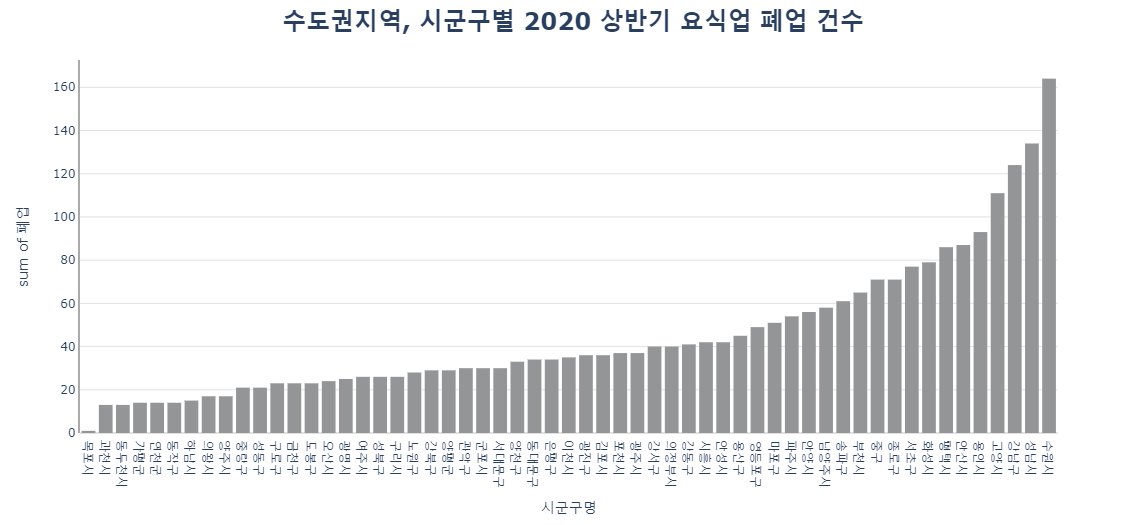 수도권지역, 시군구별 2020 상반기 요식업 폐업 건수
sum of 폐업
160
140
120
100
80
60
40
20
0
목포시
과천시
동두천시
가평군
연천군
동작구
하남시
의왕시
양주시
중랑구
성동구
구로구
금천구
도봉구
오산시
광명시
여주시
성북구
구리시
노원구
강북구
양평군
관악구
군포시
서대문구
양천구
동대문구
은평구
이천시
광진구
김포시
포천시
광주시
강서구
의정부시
강동구
시흥시
안성시
용산구
영등포구
마포구
파주시
안양시
남양주시
송파구
부천시
중구
종로구
서초구
화성시
평택시
안산시
용인시
고양시
강남구
성남시
수원시
시군구명